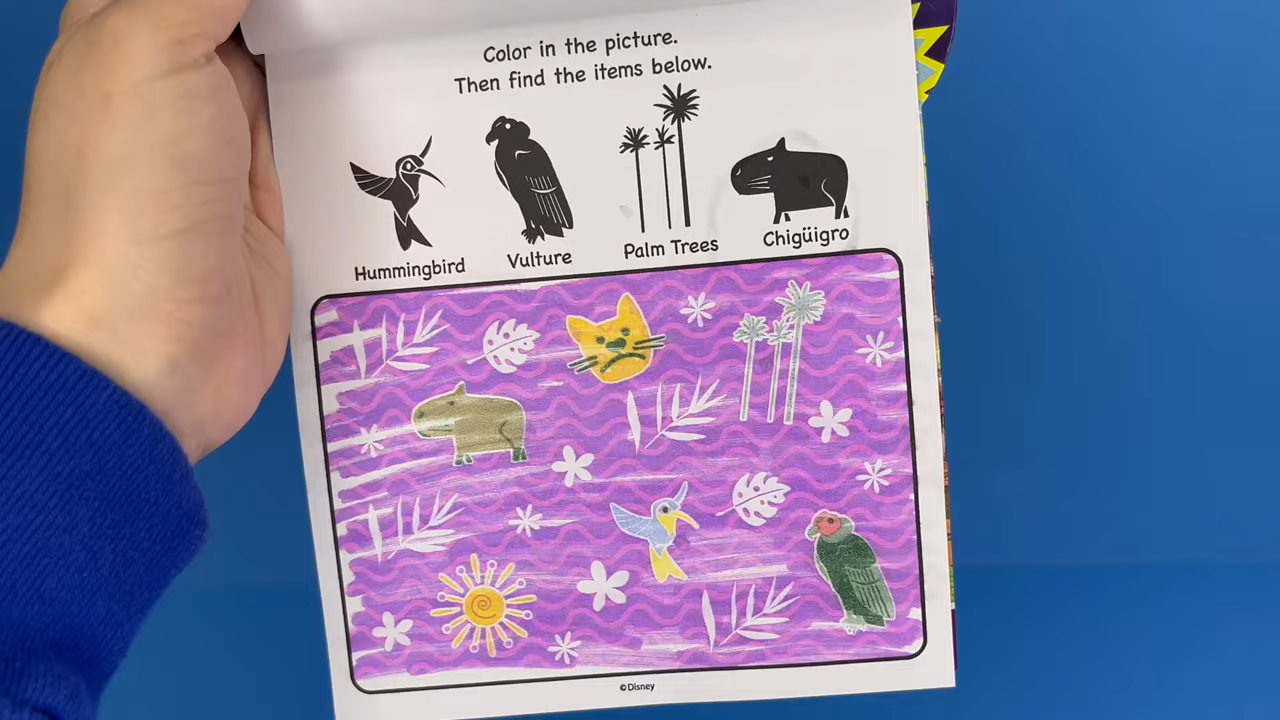 Color in the picture.
Then find the items below.
Hummingbird
Vulture
Palm Trees
Chigüigro
©Disney